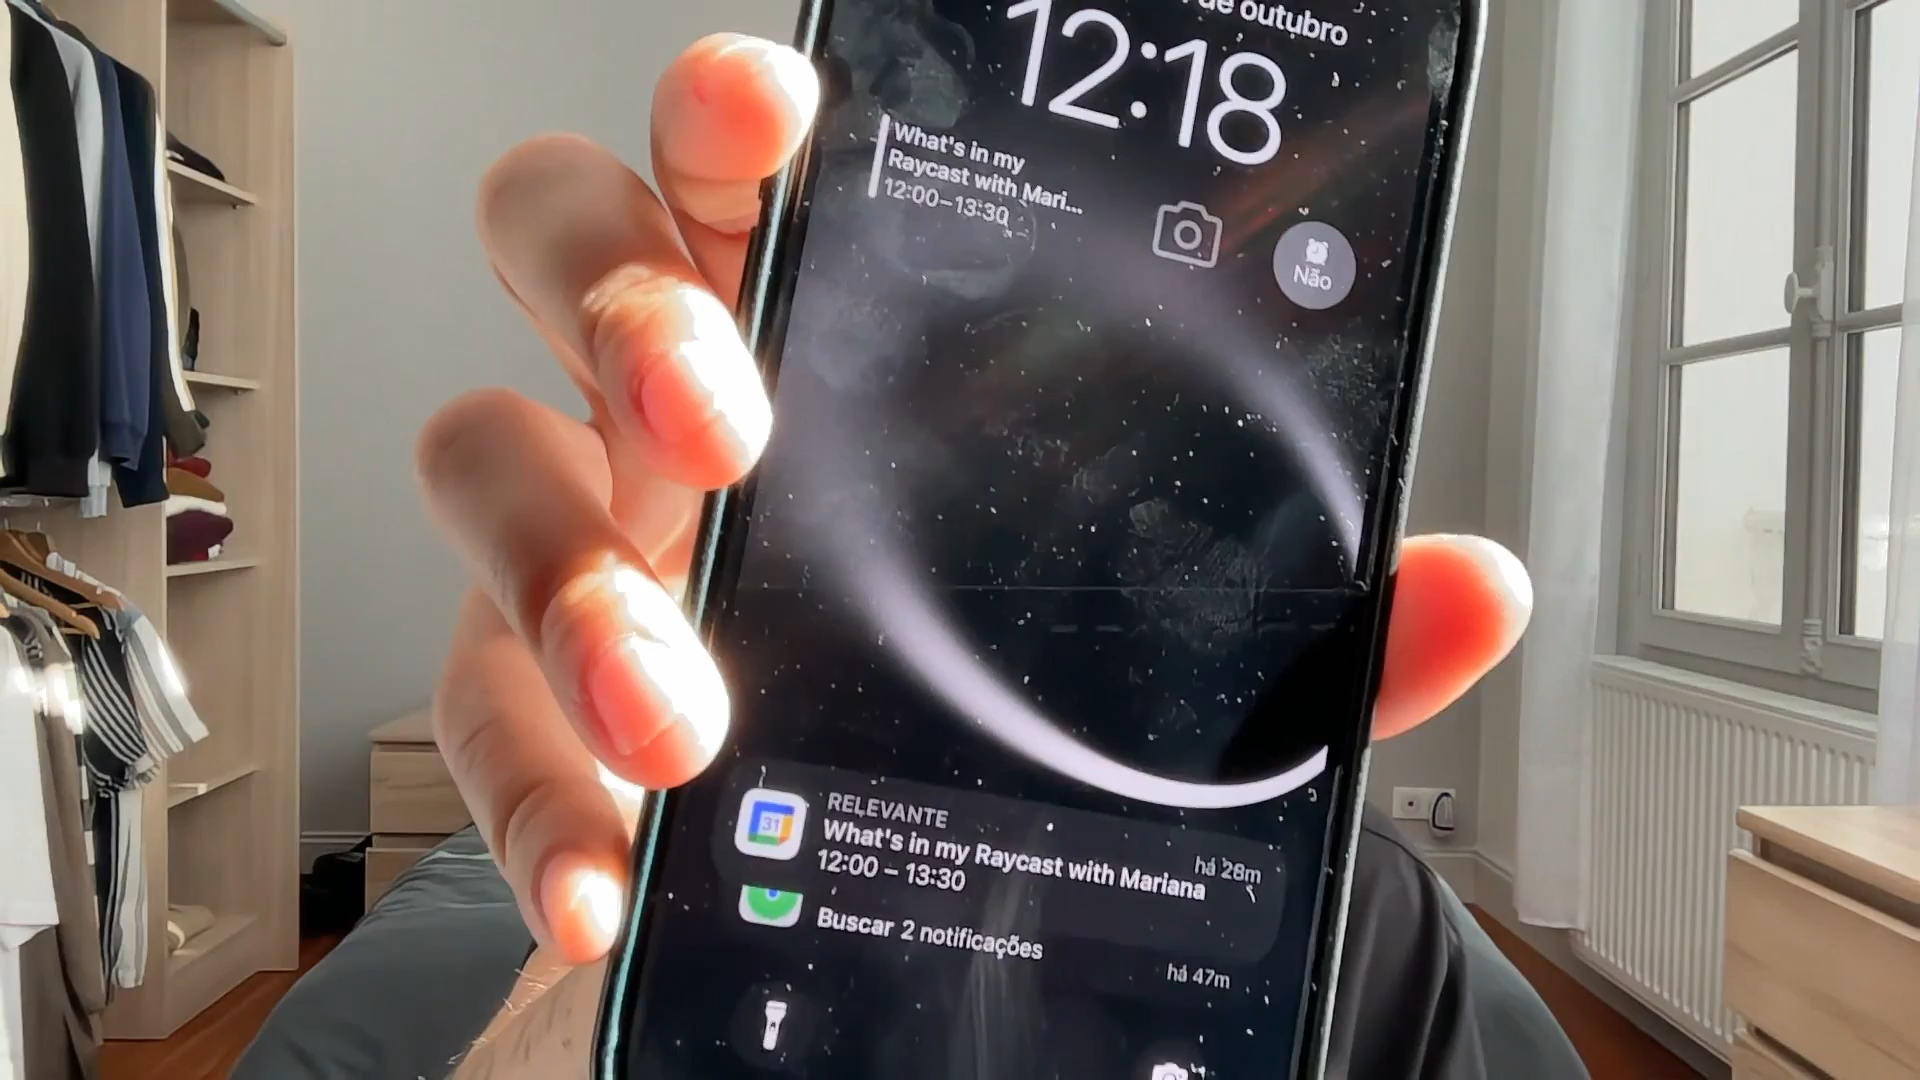 de outubro
12:18
What's in my
Raycast with Mari...
12:00–13:30
Não
31
RELEVANTE
What's in my Raycast with Mariana
há 28m
12:00 – 13:30
Buscar 2 notificações
há 47m